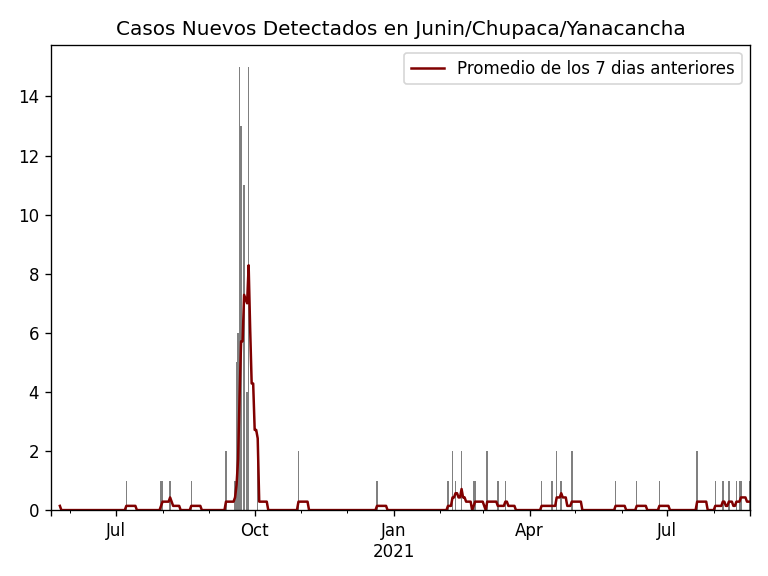 Casos Nuevos Detectados en Junin/Chupaca/Yanacancha
Promedio de los 7 dias anteriores
14
12
10
8
6
4
2
0
Jul
Oct
Jan
2021
Apr
Jul